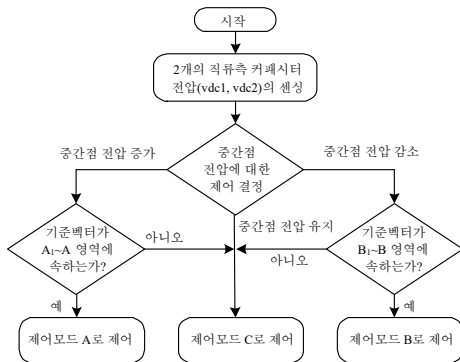 시작
2개의 직류측 커패시터
전압(vdc1, vdc2)의 센싱
중간점 전압 증가
중간점
전압에 대한
제어 결정
중간점 전압 감소
기준벡터가
A₁~A 영역에
속하는가?
아니오
중간점 전압 유지
아니오
기준벡터가
B₁~B 영역에
속하는가?
예
예
제어모드 A로 제어
제어모드 C로 제어
제어모드 B로 제어